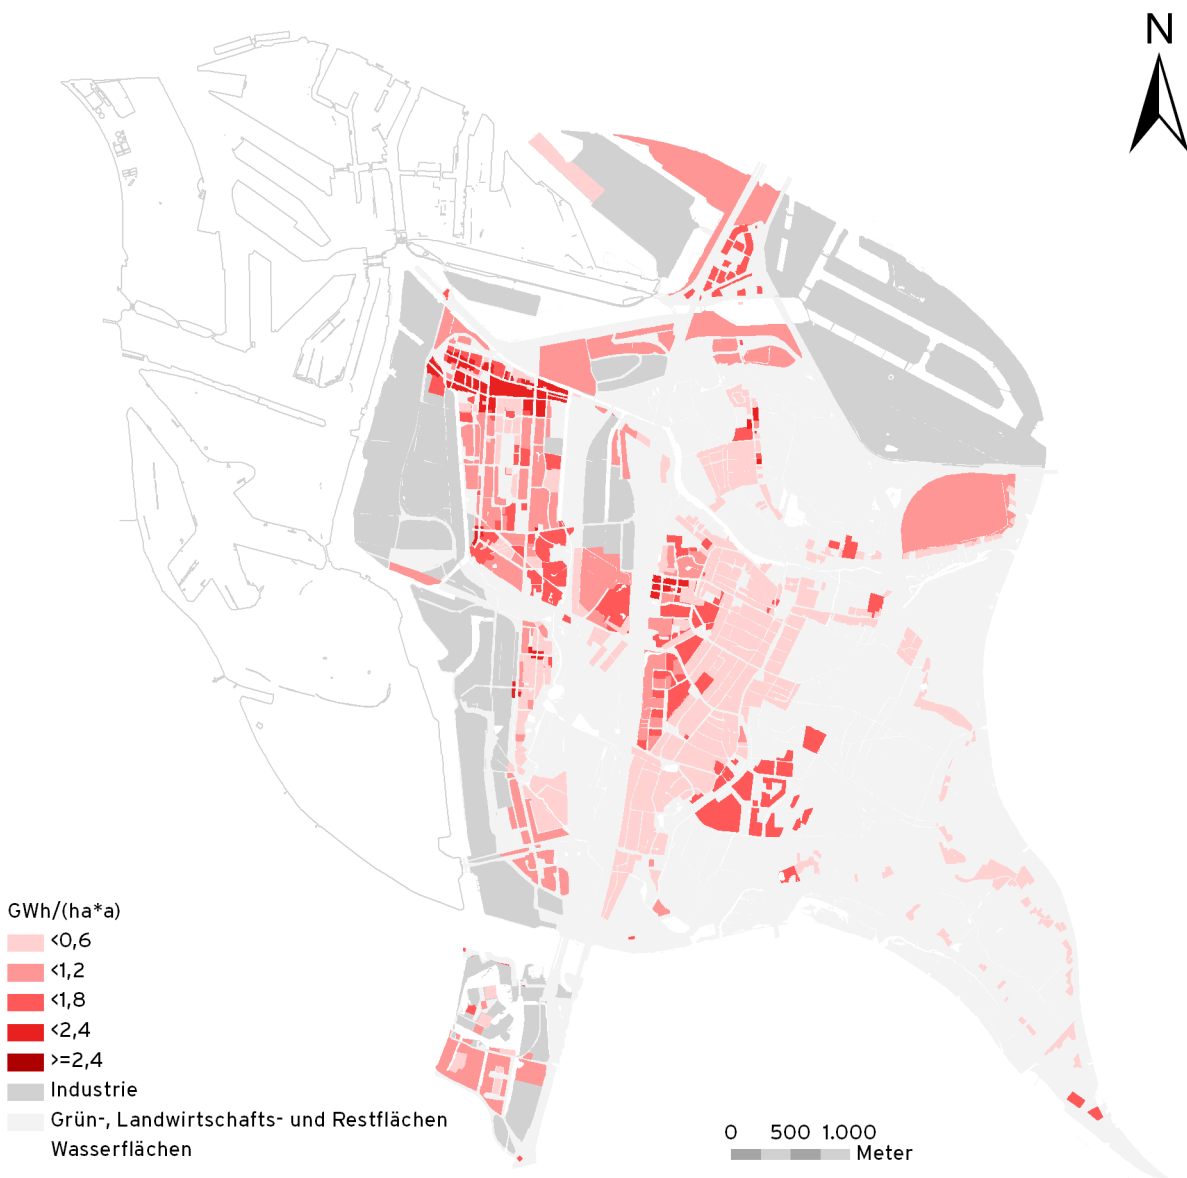 N
GWh/(ha*a)
<0,6
<1,2
<1,8
<2,4
>=2,4
Industrie
Grün-, Landwirtschafts- und Restflächen
Wasserflächen
0 500 1.000
Meter